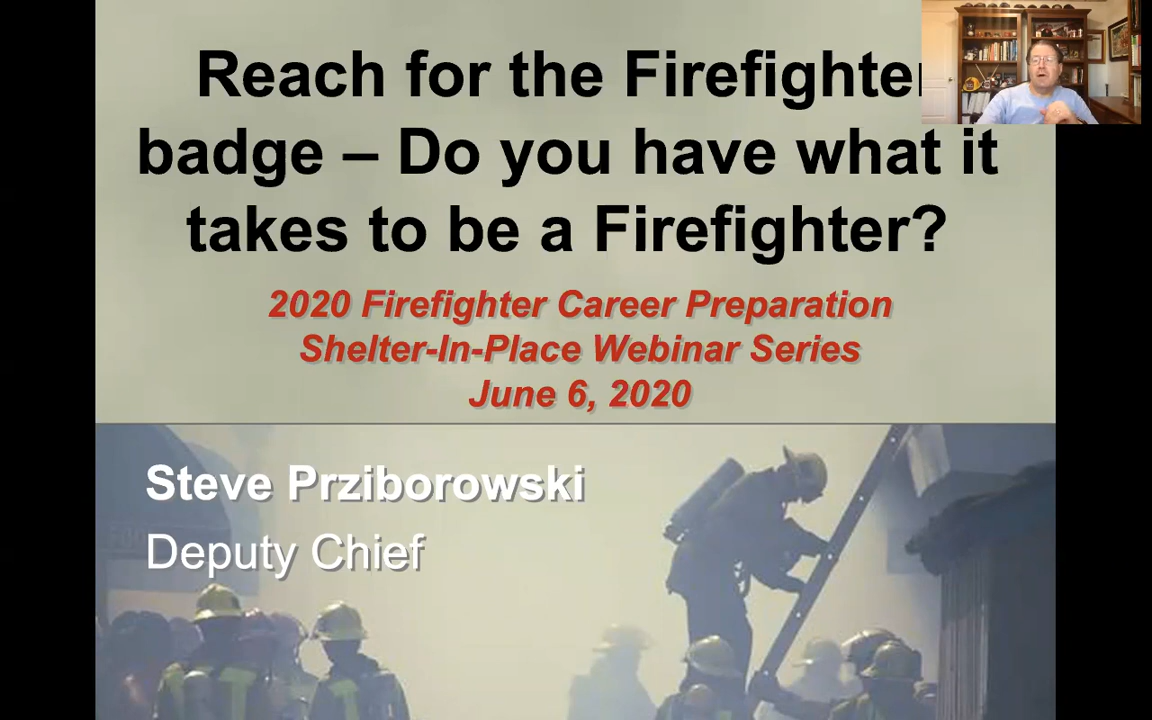 Reach for the Firefighter
badge – Do you have what it
takes to be a Firefighter?
2020 Firefighter Career Preparation
Shelter-In-Place Webinar Series
June 6, 2020
Steve Prziborowski
Deputy Chief